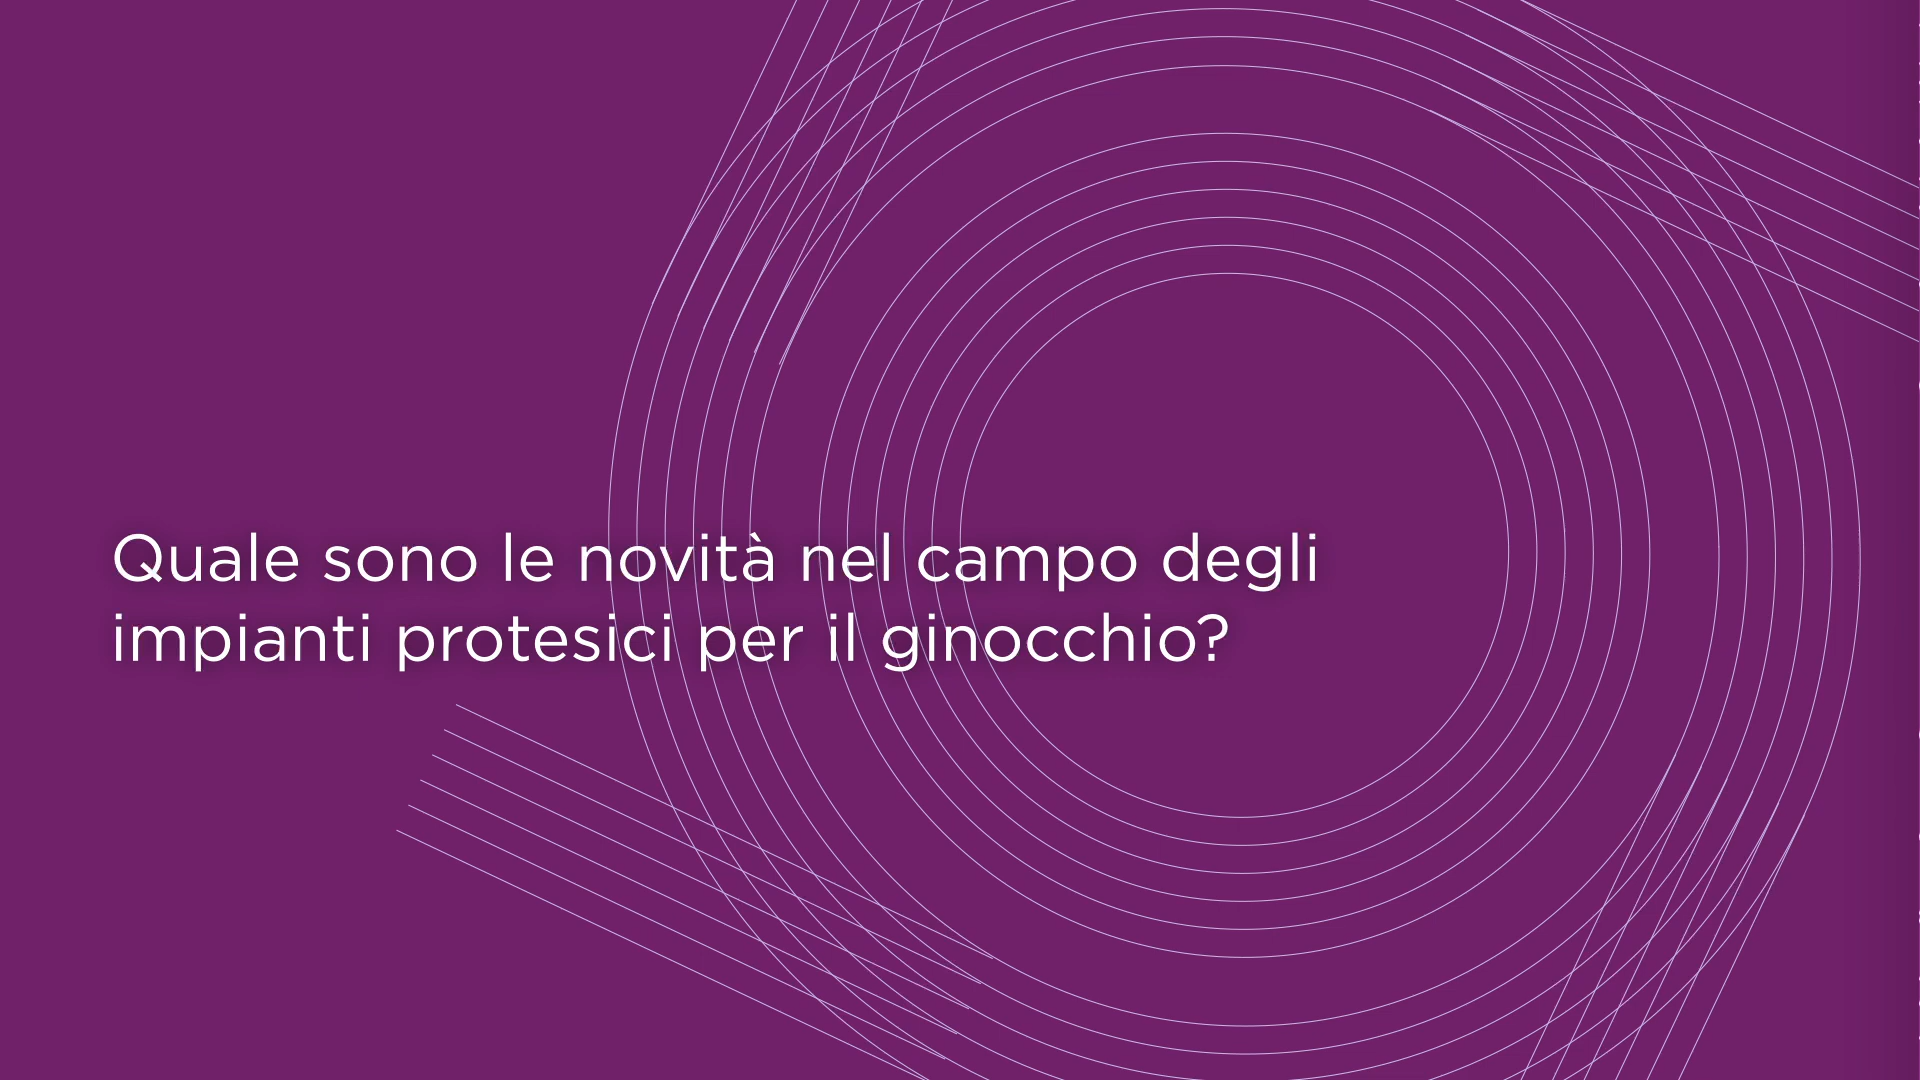 Quale sono le novità nel campo degli
impianti protesici per il ginocchio?